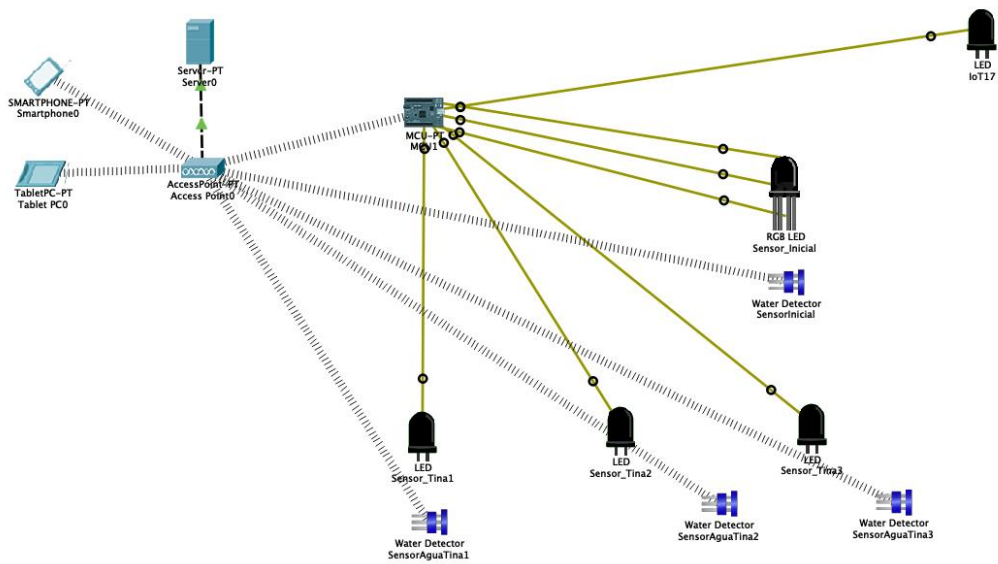 LED
IoT17
Server-PT
Server0
SMARTPHONE-PT
Smartphone0
MCU-PT
MCU1
TabletPC-PT
Tablet PC0
AccessPoint-PT
Access Point0
RGB LED
Sensor_Inicial
Water Detector
SensorInicial
LED
Sensor_Tina1
LED
Sensor_Tina2
LED
Sensor_Tina3
Water Detector
SensorAguaTina1
Water Detector
SensorAguaTina2
Water Detector
SensorAguaTina3